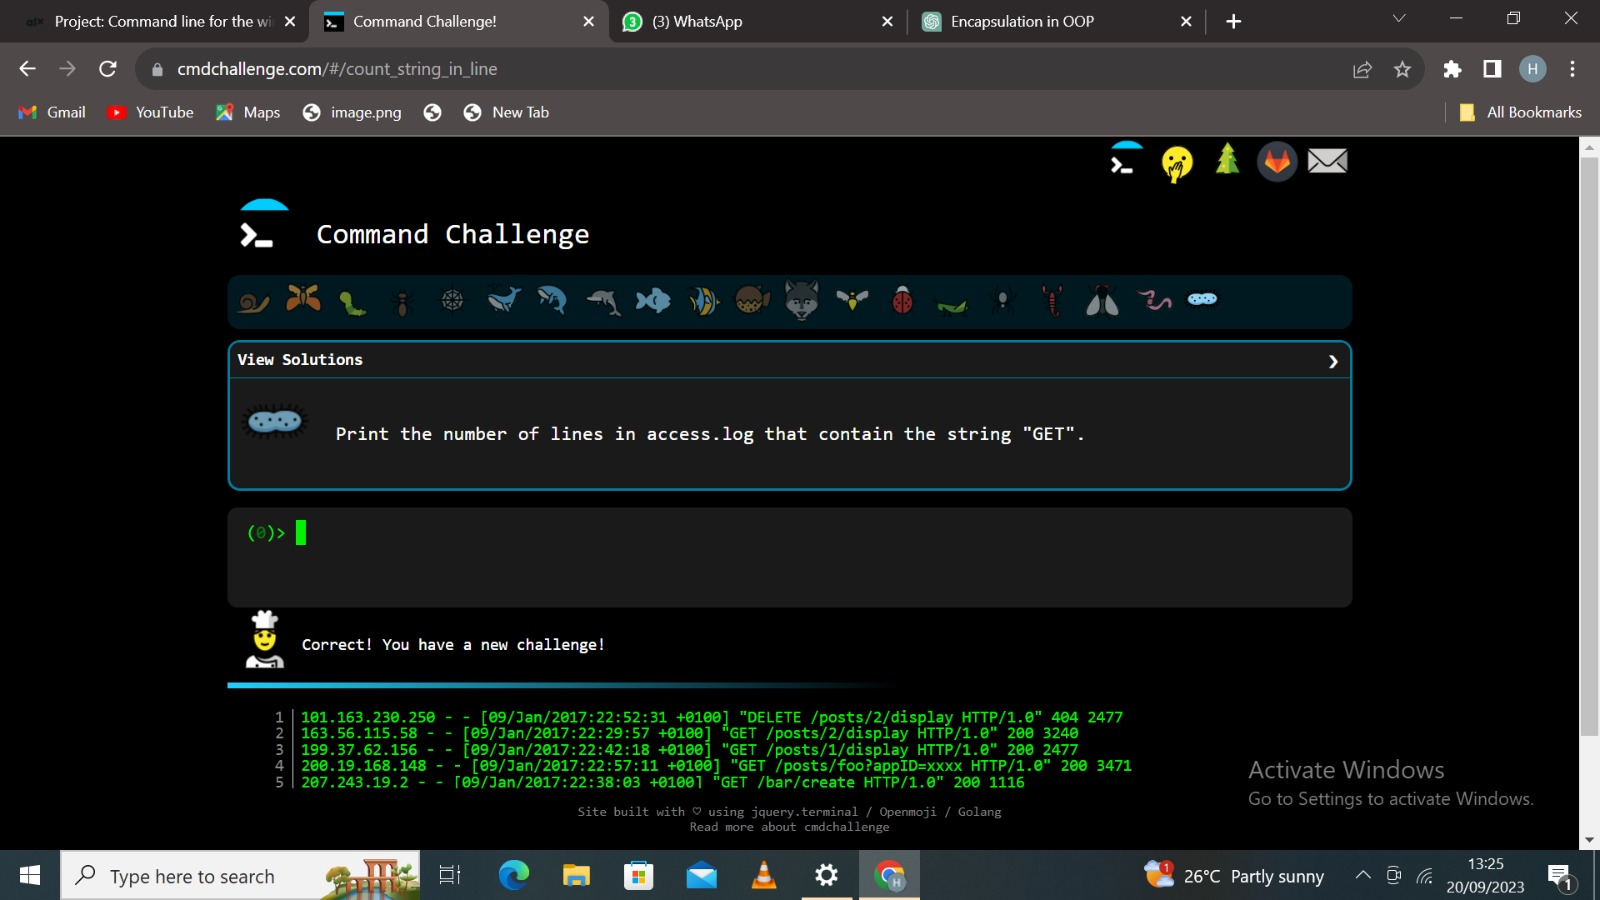 Project: Command line for the wi
Command Challenge!
(3) WhatsApp
Encapsulation in OOP
cmdchallenge.com/#/count_string_in_line
H
Gmail
YouTube
Maps
image.png
New Tab
All Bookmarks
Command Challenge
View Solutions
Print the number of lines in access.log that contain the string "GET".
(0)>
Correct! You have a new challenge!
1 101.163.230.250 - - [09/Jan/2017:22:52:31 +0100] "DELETE /posts/2/display HTTP/1.0" 404 2477
2 163.56.115.58 - - [09/Jan/2017:22:29:57 +0100] "GET /posts/2/display HTTP/1.0" 200 3240
3 199.37.62.156 - - [09/Jan/2017:22:42:18 +0100] "GET /posts/1/display HTTP/1.0" 200 2477
4 200.19.168.148 - - [09/Jan/2017:22:57:11 +0100] "GET /posts/foo?appID=xxxx HTTP/1.0" 200 3471
5 207.243.19.2 - - [09/Jan/2017:22:38:03 +0100] "GET /bar/create HTTP/1.0" 200 1116
Activate Windows
Go to Settings to activate Windows.
Site built with ♡ using jquery.terminal / Openmoji / Golang
Read more about cmdchallenge
Type here to search
1
26°C Partly sunny
13:25
20/09/2023
1